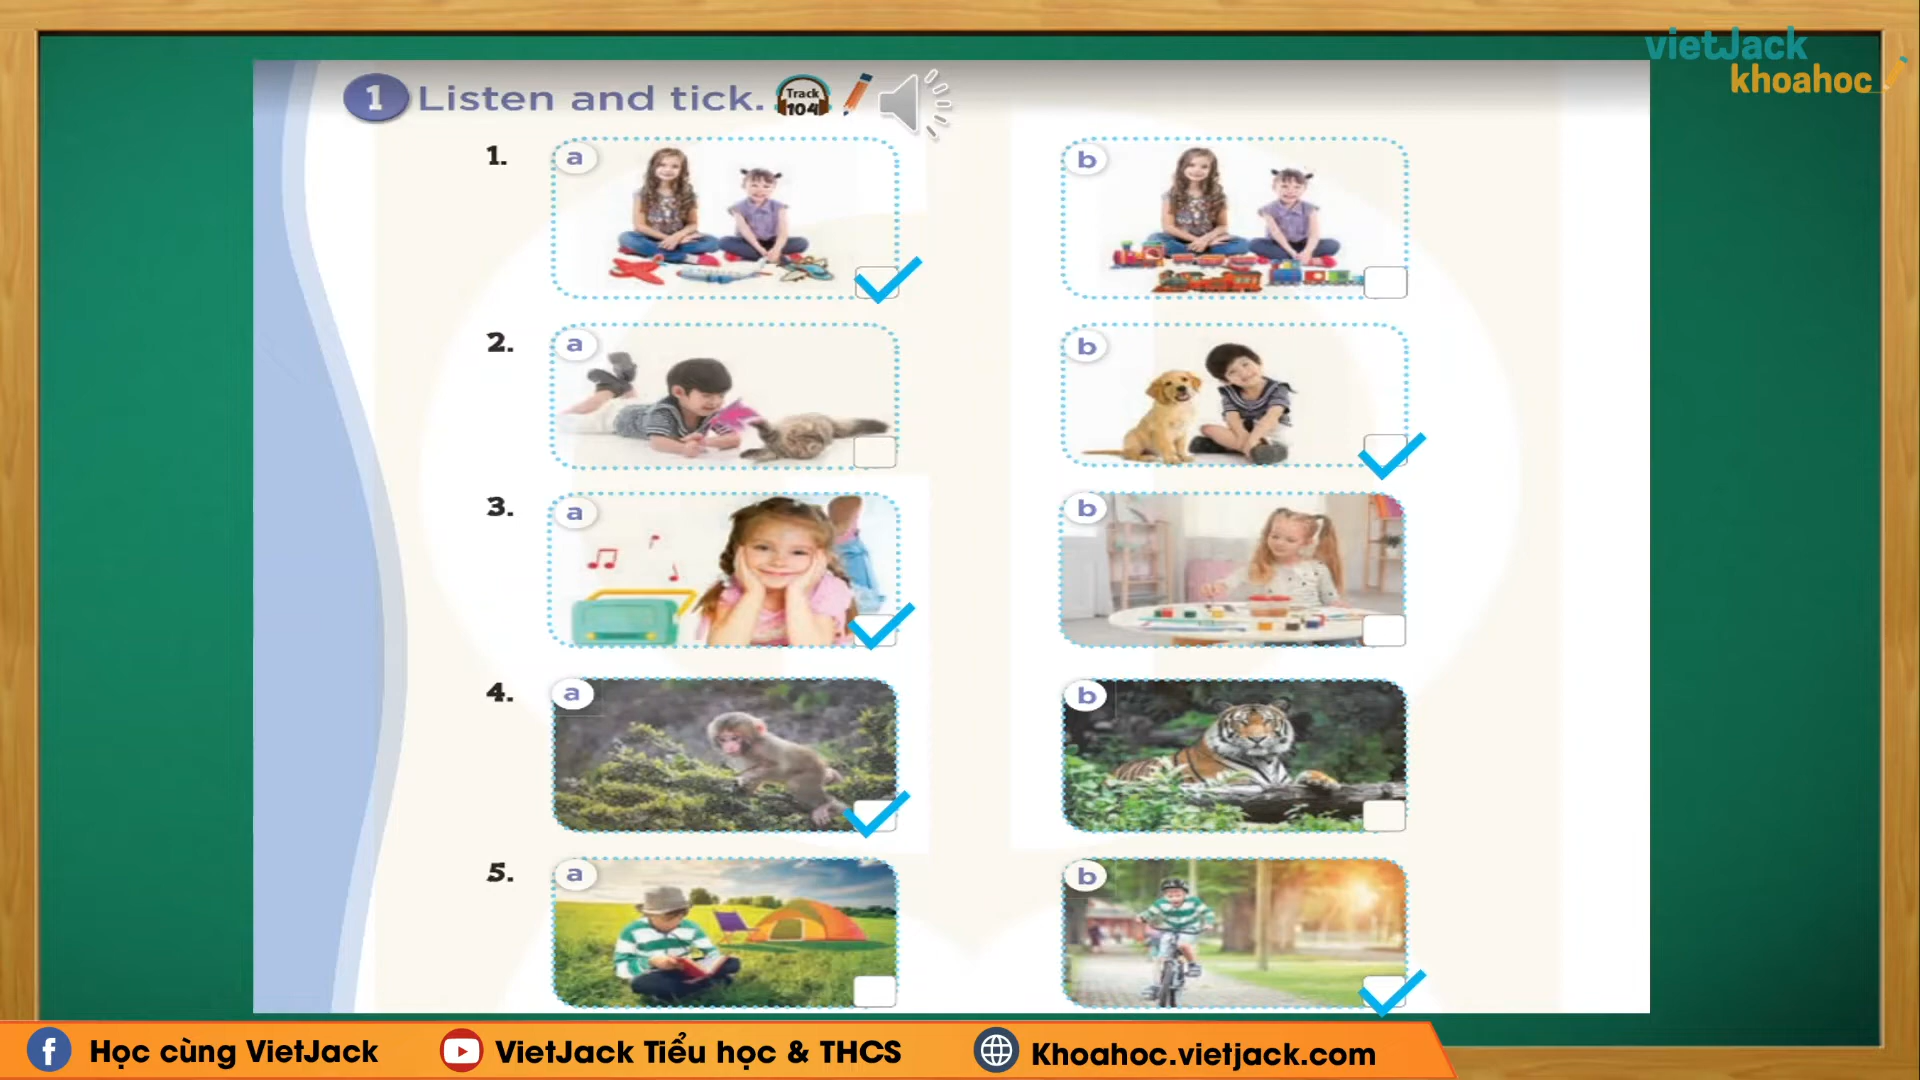 vietJack
khoahoc
1 Listen and tick. Track 104
1. a b
2. a b
3. a b
4. a b
5. a b
Học cùng VietJack VietJack Tiểu học & THCS Khoahoc.vietjack.com